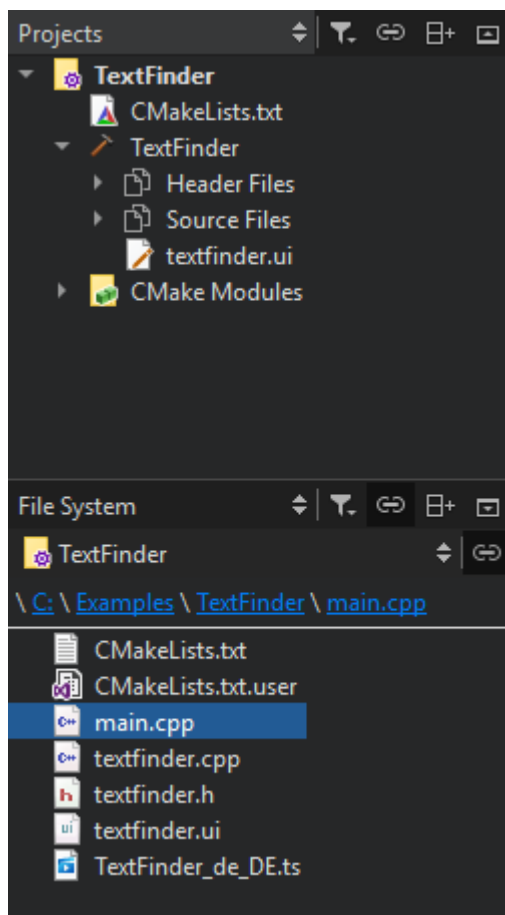 Projects
TextFinder
CMakeLists.txt
TextFinder
Header Files
Source Files
textfinder.ui
CMake Modules
File System
TextFinder
\ C: \ Examples \ TextFinder \ main.cpp
CMakeLists.txt
CMakeLists.txt.user
main.cpp
textfinder.cpp
textfinder.h
textfinder.ui
TextFinder_de_DE.ts